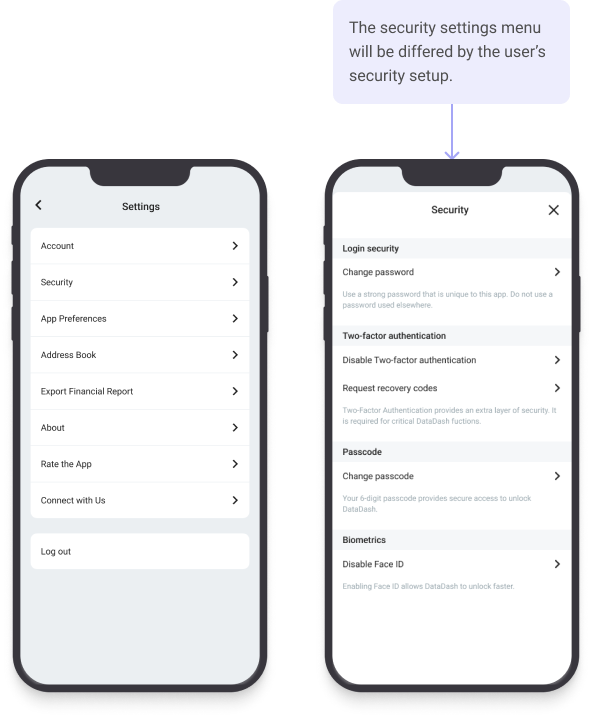 The security settings menu
will be differed by the user's
security setup.
Settings
Account
Security
App Preferences
Address Book
Export Financial Report
About
Rate the App
Connect with Us
Log out
Security
Login security
Change password
Use a strong password that is unique to this app. Do not use a
password used elsewhere.
Two-factor authentication
Disable Two-factor authentication
Request recovery codes
Two-Factor Authentication provides an extra layer of security. It
is required for critical DataDash fuctions.
Passcode
Change passcode
Your 6-digit passcode provides secure access to unlock
DataDash.
Biometrics
Disable Face ID
Enabling Face ID allows DataDash to unlock faster.